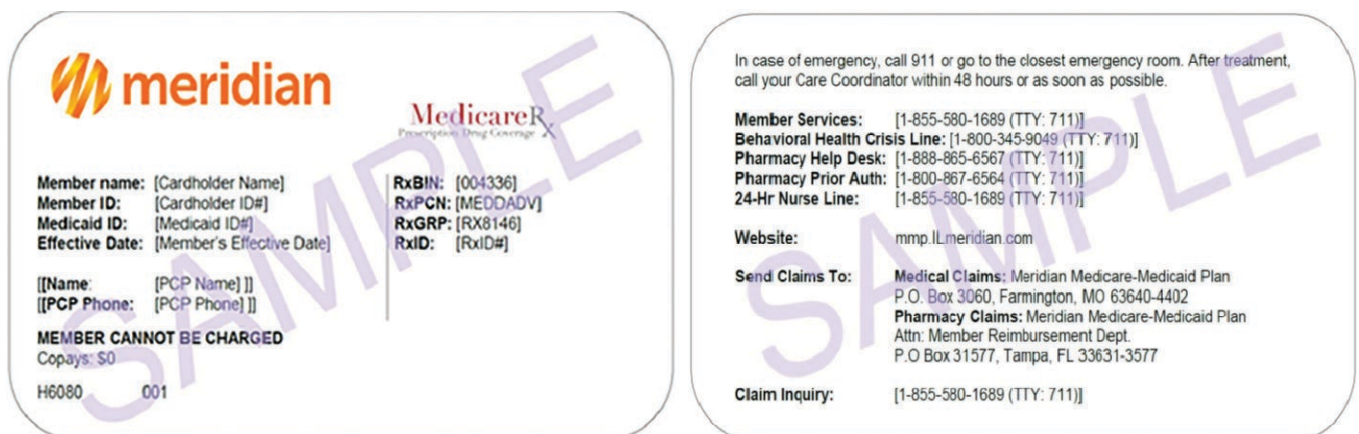 meridian
MedicareRx
Prescription Drug Coverage
Member name: [Cardholder Name]
Member ID: [Cardholder ID#]
Medicaid ID: [Medicaid ID#]
Effective Date: [Member's Effective Date]
RxBIN: [004336]
RxPCN: [MEDDADV]
RxGRP: [RX8146]
RxID: [RxID#]
[[Name: [PCP Name] ]]
[[PCP Phone: [PCP Phone] ]]
MEMBER CANNOT BE CHARGED
Copays: $0
H6080 001
SAMPLE
In case of emergency, call 911 or go to the closest emergency room. After treatment,
call your Care Coordinator within 48 hours or as soon as possible.
Member Services: [1-855-580-1689 (TTY: 711)]
Behavioral Health Crisis Line: [1-800-345-9049 (TTY: 711)]
Pharmacy Help Desk: [1-888-865-6567 (TTY: 711)]
Pharmacy Prior Auth: [1-800-867-6564 (TTY: 711)]
24-Hr Nurse Line: [1-855-580-1689 (TTY: 711)]
Website: mmp.ILmeridian.com
Send Claims To: Medical Claims: Meridian Medicare-Medicaid Plan
P.O. Box 3060, Farmington, MO 63640-4402
Pharmacy Claims: Meridian Medicare-Medicaid Plan
Attn: Member Reimbursement Dept.
P.O Box 31577, Tampa, FL 33631-3577
Claim Inquiry: [1-855-580-1689 (TTY: 711)]
SAMPLE